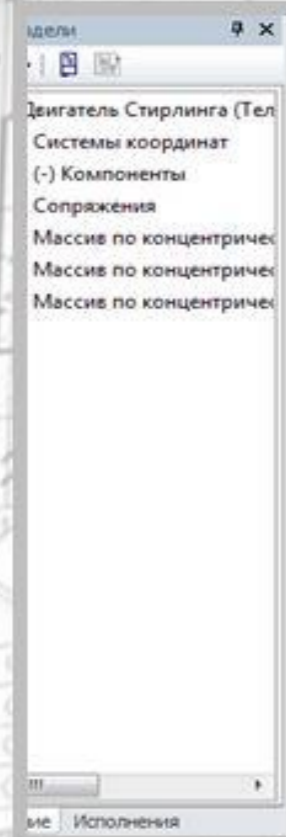 дели
Двигатель Стирлинга (Тел
Системы координат
(-) Компоненты
Сопряжения
Массив по концентричес
Массив по концентричес
Массив по концентричес
ие Исполнения